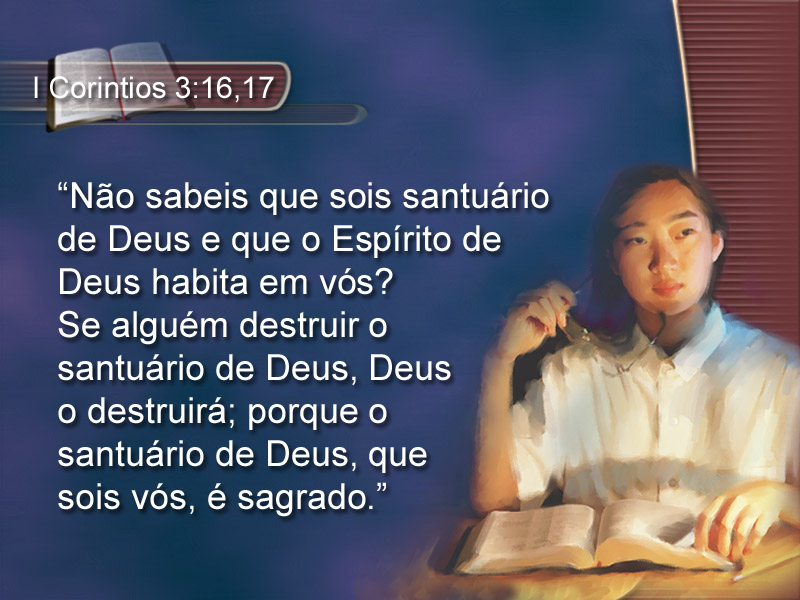 I Corintios 3:16,17
“Não sabeis que sois santuário
de Deus e que o Espírito de
Deus habita em vós?
Se alguém destruir o
santuário de Deus, Deus
o destruirá; porque o
santuário de Deus, que
sois vós, é sagrado.”